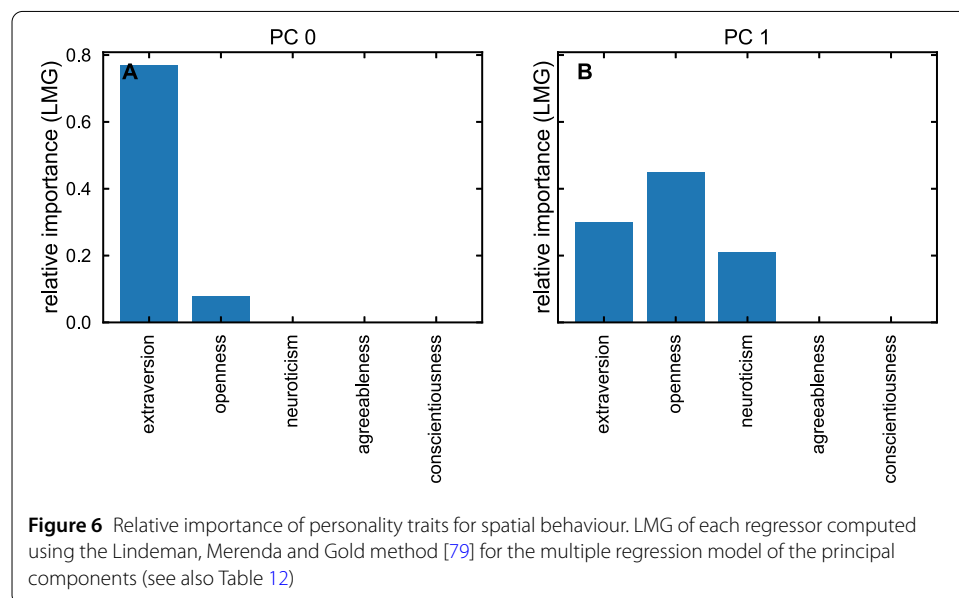 PC 0
PC 1
A
B
relative importance (LMG)
0.8
0.6
0.4
0.2
0.0
relative importance (LMG)
extraversion
openness
neuroticism
agreeableness
conscientiousness
extraversion
openness
neuroticism
agreeableness
conscientiousness
Figure 6 Relative importance of personality traits for spatial behaviour. LMG of each regressor computed
using the Lindeman, Merenda and Gold method [79] for the multiple regression model of the principal
components (see also Table 12)